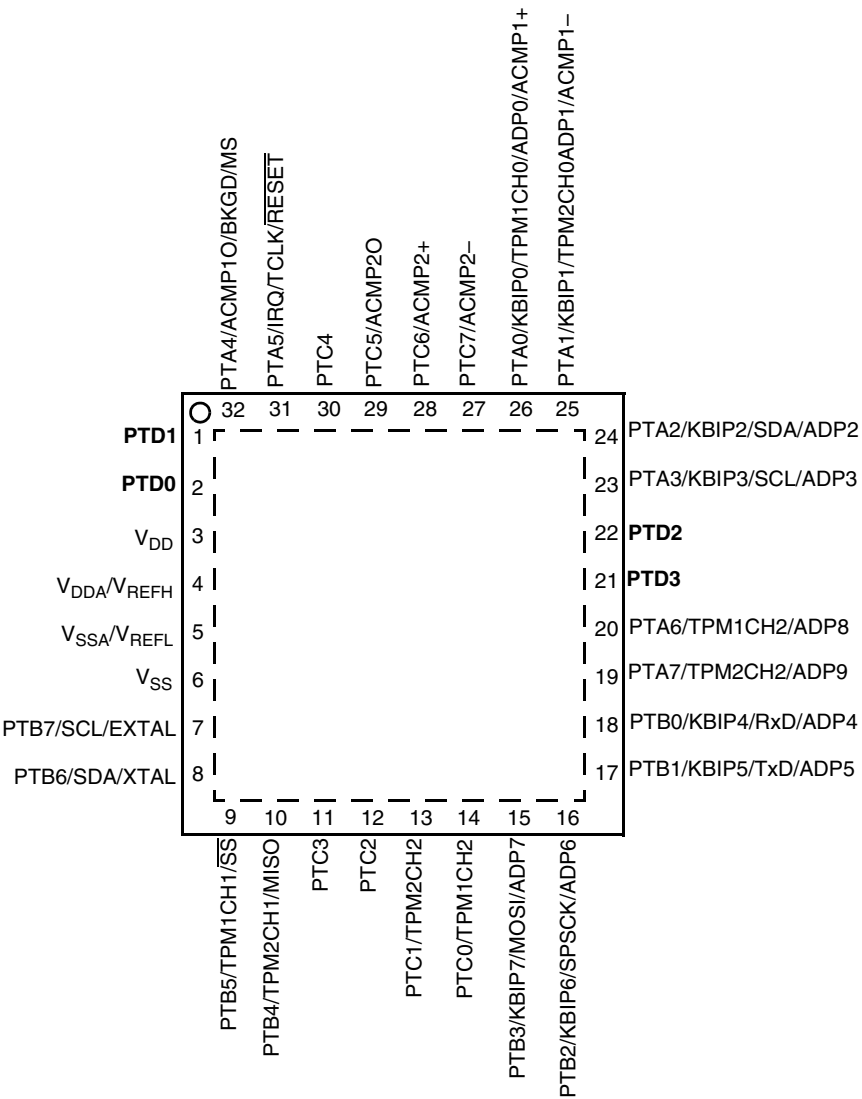 PTA4/ACMP1O/BKGD/MS
PTA5/IRQ/TCLK/RESET
PTC4
PTC5/ACMP2O
PTC6/ACMP2+
PTC7/ACMP2–
PTA0/KBIP0/TPM1CH0/ADP0/ACMP1+
PTA1/KBIP1/TPM2CH0ADP1/ACMP1–
32 31 30 29 28 27 26 25
PTD1 1
PTD0 2
VDD 3
VDDA/VREFH 4
VSSA/VREFL 5
VSS 6
PTB7/SCL/EXTAL 7
PTB6/SDA/XTAL 8
24 PTA2/KBIP2/SDA/ADP2
23 PTA3/KBIP3/SCL/ADP3
22 PTD2
21 PTD3
20 PTA6/TPM1CH2/ADP8
19 PTA7/TPM2CH2/ADP9
18 PTB0/KBIP4/RxD/ADP4
17 PTB1/KBIP5/TxD/ADP5
9 10 11 12 13 14 15 16
PTB5/TPM1CH1/SS
PTB4/TPM2CH1/MISO
PTC3
PTC2
PTC1/TPM2CH2
PTC0/TPM1CH2
PTB3/KBIP7/MOSI/ADP7
PTB2/KBIP6/SPSCK/ADP6